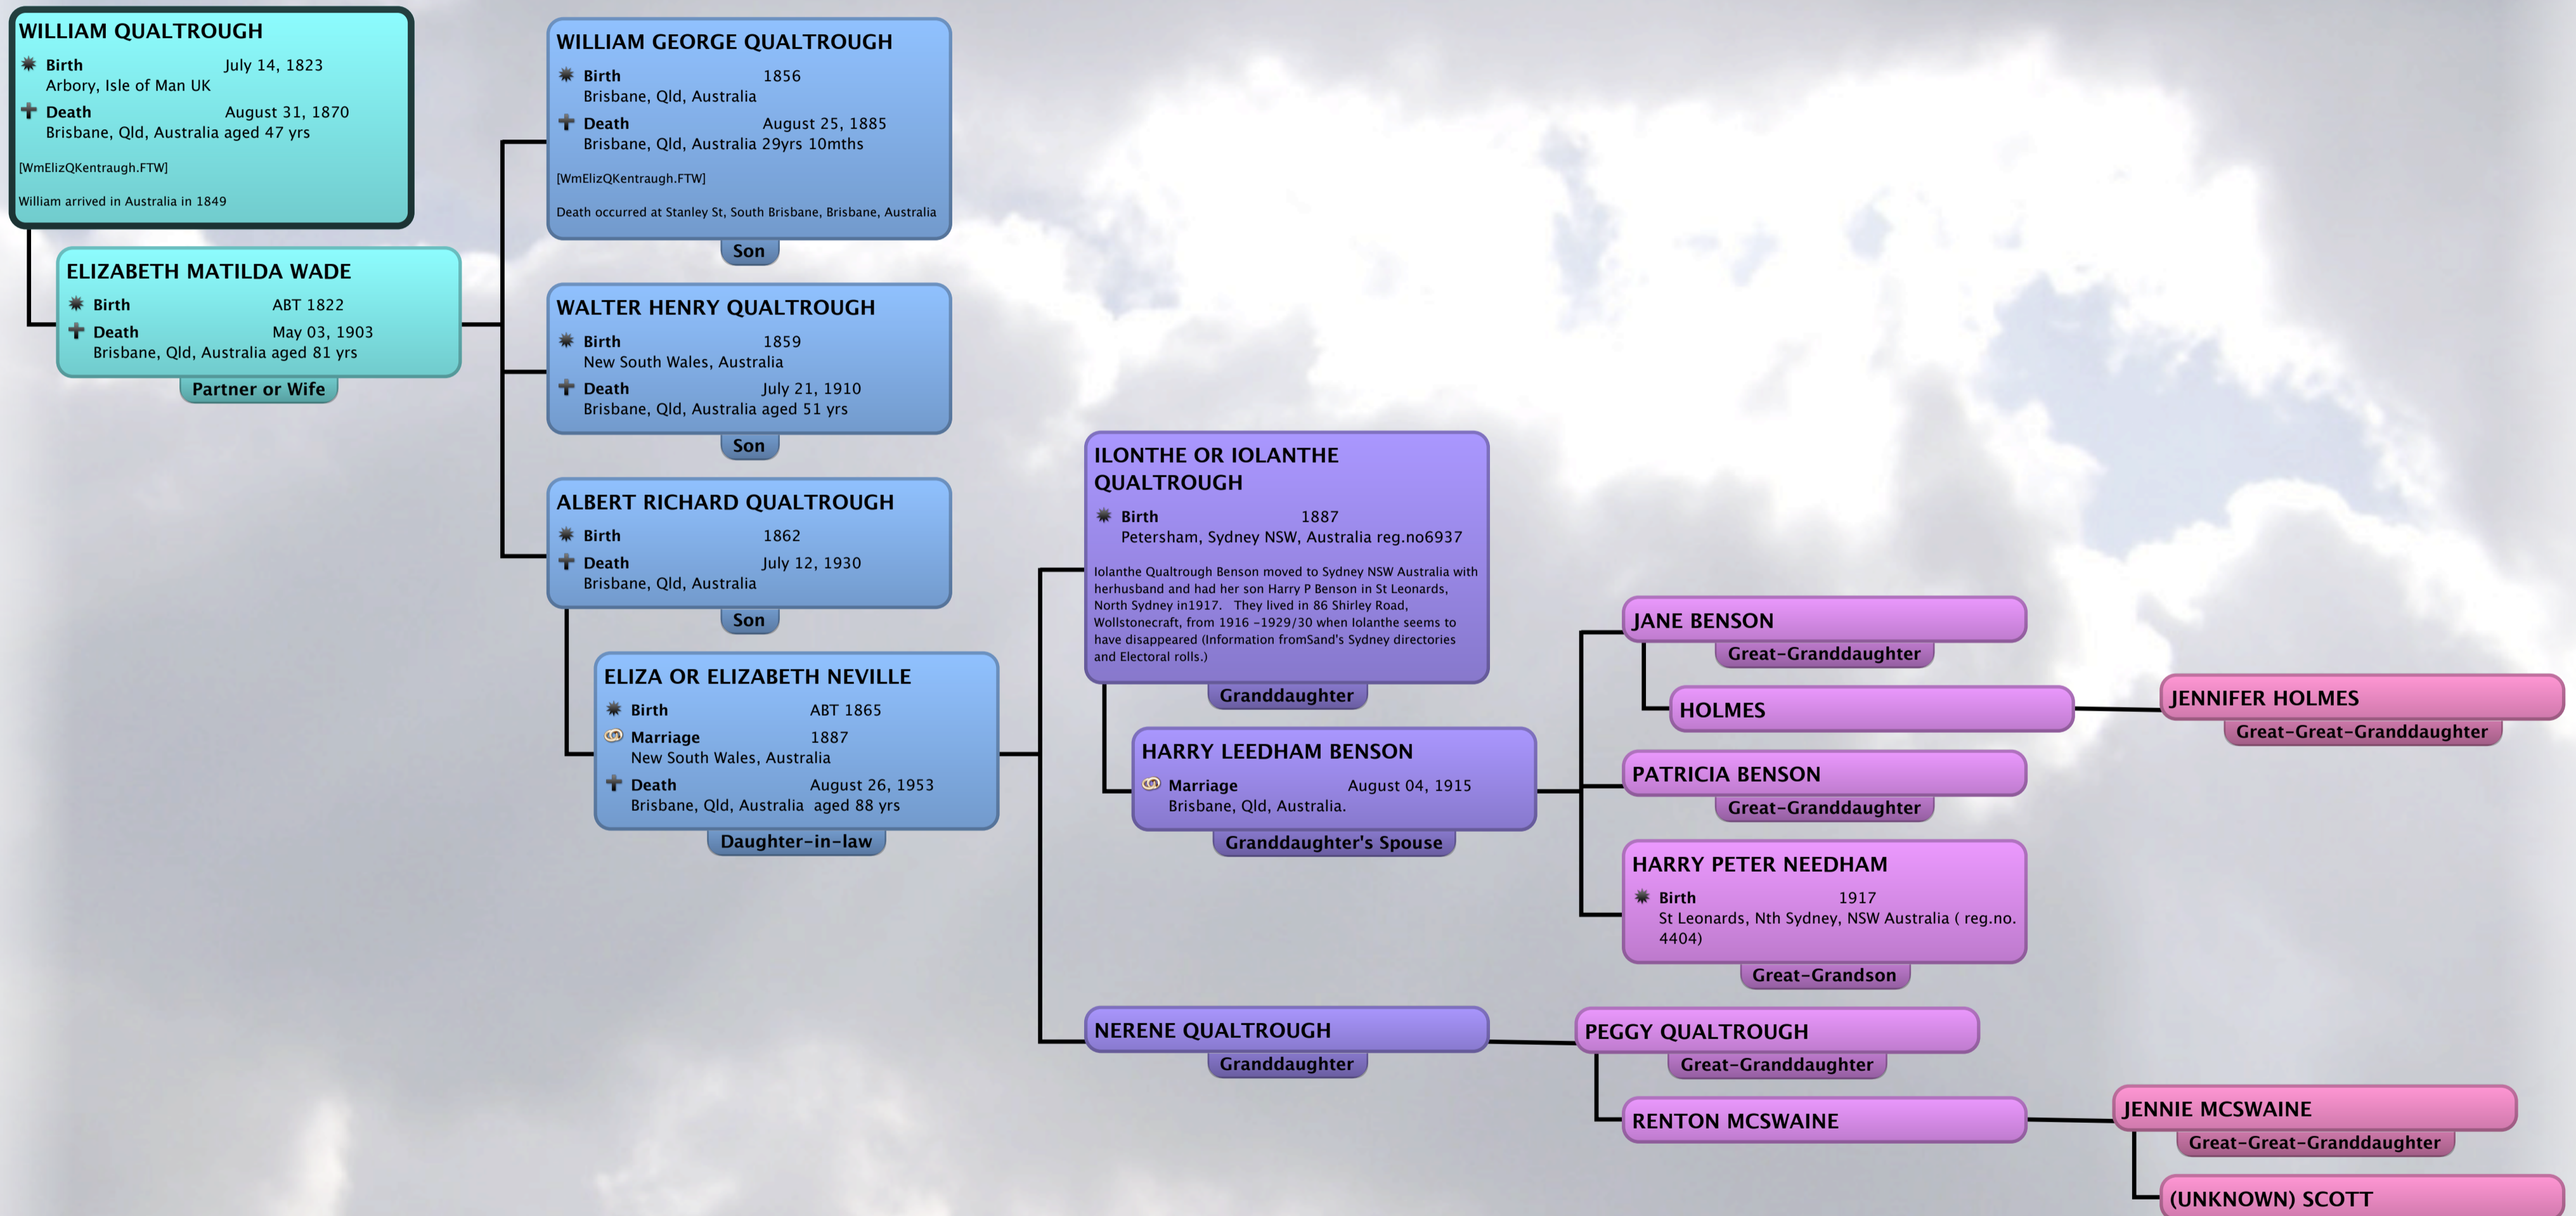 WILLIAM QUALTROUGH
Birth July 14, 1823
Arbory, Isle of Man UK
Death August 31, 1870
Brisbane, Qld, Australia aged 47 yrs
[WmElizQKentraugh.FTW]
William arrived in Australia in 1849
ELIZABETH MATILDA WADE
Birth ABT 1822
Death May 03, 1903
Brisbane, Qld, Australia aged 81 yrs
Partner or Wife
WILLIAM GEORGE QUALTROUGH
Birth 1856
Brisbane, Qld, Australia
Death August 25, 1885
Brisbane, Qld, Australia 29yrs 10mths
[WmElizQKentraugh.FTW]
Death occurred at Stanley St, South Brisbane, Brisbane, Australia
Son
WALTER HENRY QUALTROUGH
Birth 1859
New South Wales, Australia
Death July 21, 1910
Brisbane, Qld, Australia aged 51 yrs
Son
ALBERT RICHARD QUALTROUGH
Birth 1862
Death July 12, 1930
Brisbane, Qld, Australia
Son
ELIZA OR ELIZABETH NEVILLE
Birth ABT 1865
Marriage 1887
New South Wales, Australia
Death August 26, 1953
Brisbane, Qld, Australia  aged 88 yrs
Daughter-in-law
ILONTHE OR IOLANTHE
QUALTROUGH
Birth 1887
Petersham, Sydney NSW, Australia reg.no6937
Iolanthe Qualtrough Benson moved to Sydney NSW Australia with
herhusband and had her son Harry P Benson in St Leonards,
North Sydney in1917.   They lived in 86 Shirley Road,
Wollstonecraft, from 1916 -1929/30 when Iolanthe seems to
have disappeared (Information fromSand's Sydney directories
and Electoral rolls.)
Granddaughter
HARRY LEEDHAM BENSON
Marriage August 04, 1915
Brisbane, Qld, Australia.
Granddaughter's Spouse
NERENE QUALTROUGH
Granddaughter
JANE BENSON
Great-Granddaughter
HOLMES
PATRICIA BENSON
Great-Granddaughter
HARRY PETER NEEDHAM
Birth 1917
St Leonards, Nth Sydney, NSW Australia ( reg.no.
4404)
Great-Grandson
PEGGY QUALTROUGH
Great-Granddaughter
RENTON MCSWAINE
JENNIFER HOLMES
Great-Great-Granddaughter
JENNIE MCSWAINE
Great-Great-Granddaughter
(UNKNOWN) SCOTT